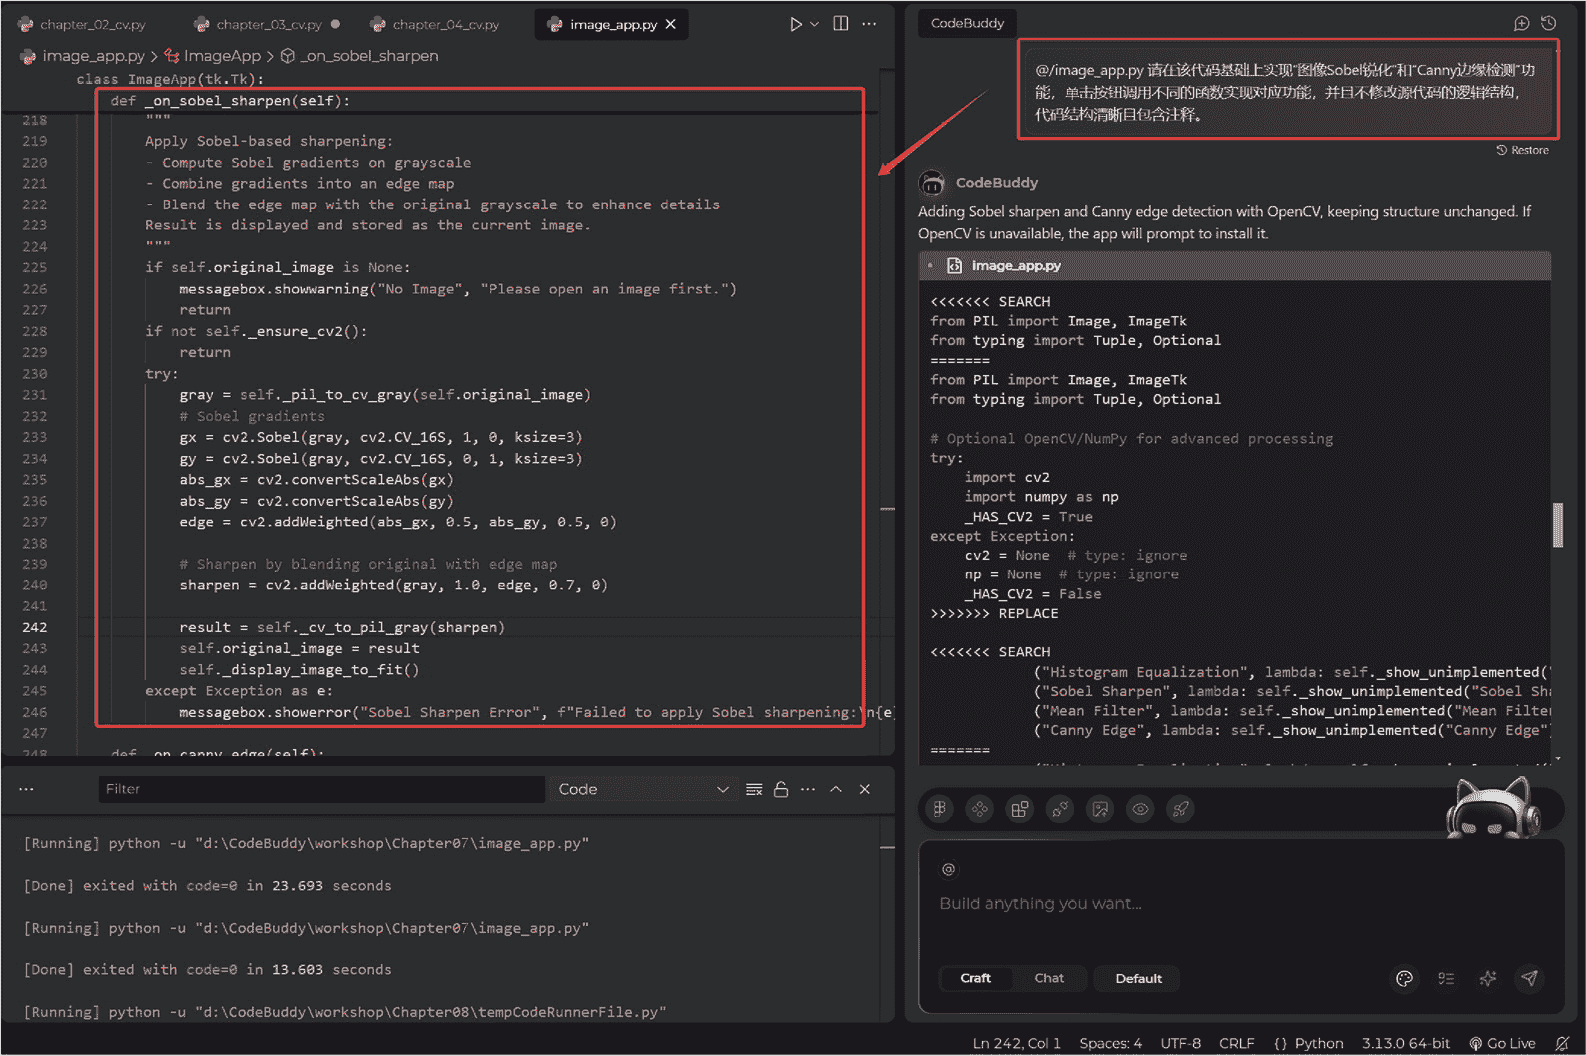 chapter_02_cv.py
chapter_03_cv.py
chapter_04_cv.py
image_app.py
image_app.py > ImageApp > _on_sobel_sharpen
class ImageApp(tk.Tk):
def _on_sobel_sharpen(self):
218 """
219 Apply Sobel-based sharpening:
220 - Compute Sobel gradients on grayscale
221 - Combine gradients into an edge map
222 - Blend the edge map with the original grayscale to enhance details
223 Result is displayed and stored as the current image.
224 """
225 if self.original_image is None:
226 messagebox.showwarning("No Image", "Please open an image first.")
227 return
228 if not self._ensure_cv2():
229 return
230 try:
231 gray = self._pil_to_cv_gray(self.original_image)
232 # Sobel gradients
233 gx = cv2.Sobel(gray, cv2.CV_16S, 1, 0, ksize=3)
234 gy = cv2.Sobel(gray, cv2.CV_16S, 0, 1, ksize=3)
235 abs_gx = cv2.convertScaleAbs(gx)
236 abs_gy = cv2.convertScaleAbs(gy)
237 edge = cv2.addWeighted(abs_gx, 0.5, abs_gy, 0.5, 0)
238
239 # Sharpen by blending original with edge map
240 sharpen = cv2.addWeighted(gray, 1.0, edge, 0.7, 0)
241
242 result = self._cv_to_pil_gray(sharpen)
243 self.original_image = result
244 self._display_image_to_fit()
245 except Exception as e:
246 messagebox.showerror("Sobel Sharpen Error", f"Failed to apply Sobel sharpening:\n{e}
247
248 def _on_canny_edge(self):
Filter
Code
[Running] python -u "d:\CodeBuddy\workshop\Chapter07\image_app.py"
[Done] exited with code=0 in 23.693 seconds
[Running] python -u "d:\CodeBuddy\workshop\Chapter07\image_app.py"
[Done] exited with code=0 in 13.603 seconds
[Running] python -u "d:\CodeBuddy\workshop\Chapter08\tempCodeRunnerFile.py"
CodeBuddy
@/image_app.py 请在该代码基础上实现“图像Sobel锐化”和“Canny边缘检测”功
能，单击按钮调用不同的函数实现对应功能，并且不修改源代码的逻辑结构，
代码结构清晰且包含注释。
Restore
CodeBuddy
Adding Sobel sharpen and Canny edge detection with OpenCV, keeping structure unchanged. If
OpenCV is unavailable, the app will prompt to install it.
image_app.py
<<<<<<< SEARCH
from PIL import Image, ImageTk
from typing import Tuple, Optional
=======
from PIL import Image, ImageTk
from typing import Tuple, Optional
# Optional OpenCV/NumPy for advanced processing
try:
import cv2
import numpy as np
_HAS_CV2 = True
except Exception:
cv2 = None # type: ignore
np = None # type: ignore
_HAS_CV2 = False
>>>>>>> REPLACE
<<<<<<< SEARCH
("Histogram Equalization", lambda: self._show_unimplemented("
("Sobel Sharpen", lambda: self._show_unimplemented("Sobel Sha
("Mean Filter", lambda: self._show_unimplemented("Mean Filter
("Canny Edge", lambda: self._show_unimplemented("Canny Edge")
=======
@
Build anything you want...
Craft
Chat
Default
Ln 242, Col 1
Spaces: 4
UTF-8
CRLF
{} Python
3.13.0 64-bit
Go Live